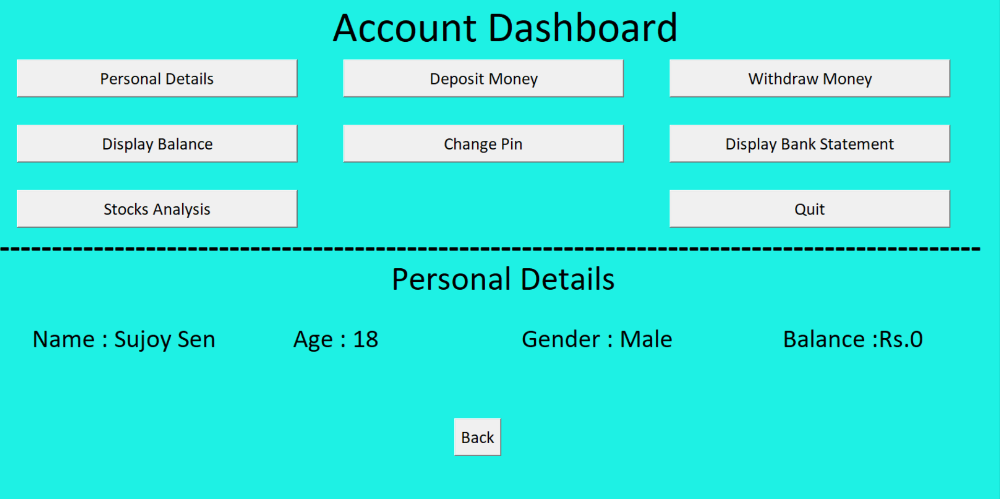 Account Dashboard
Personal Details Deposit Money Withdraw Money
Display Balance Change Pin Display Bank Statement
Stocks Analysis Quit
Personal Details
Name : Sujoy Sen Age : 18 Gender : Male Balance :Rs.0
Back